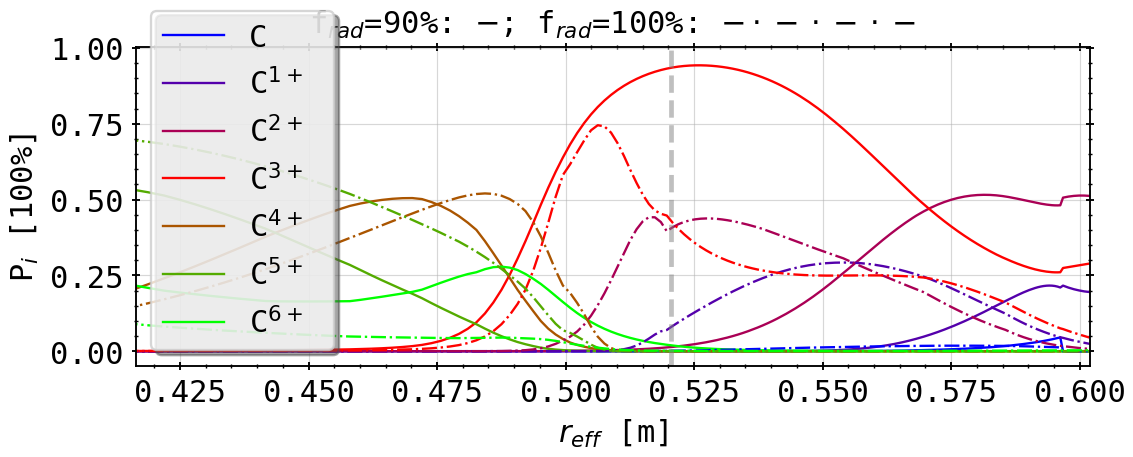 f_rad=90%: —; f_rad=100%: —·—·—·—
C
C^1+
C^2+
C^3+
C^4+
C^5+
C^6+
P_i [100%]
1.00
0.75
0.50
0.25
0.00
0.425 0.450 0.475 0.500 0.525 0.550 0.575 0.600
r_eff [m]